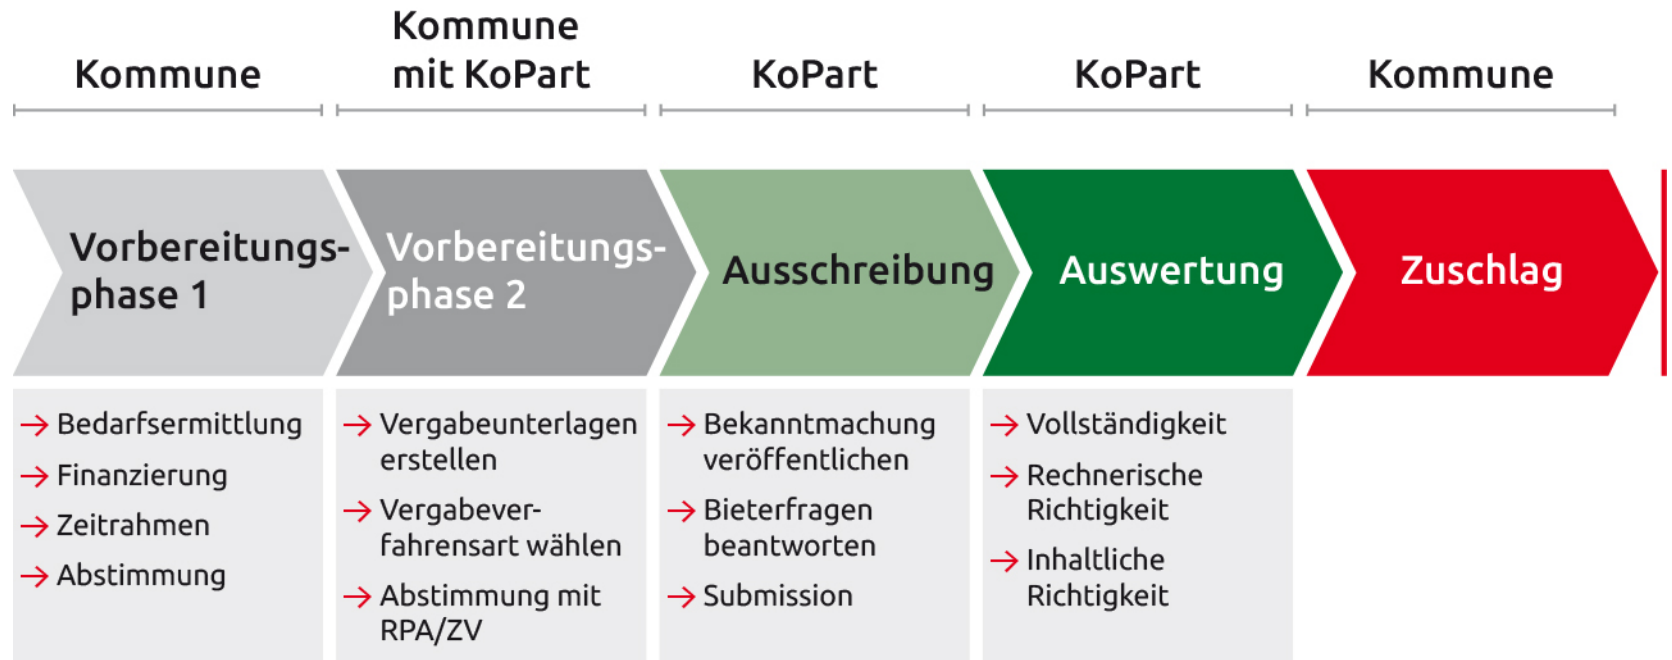 Kommune
Kommune
mit KoPart
KoPart
KoPart
Kommune
Vorbereitungs-
phase 1
Vorbereitungs-
phase 2
Ausschreibung
Auswertung
Zuschlag
→ Bedarfsermittlung
→ Finanzierung
→ Zeitrahmen
→ Abstimmung
→ Vergabeunterlagen
erstellen
→ Vergabever-
fahrensart wählen
→ Abstimmung mit
RPA/ZV
→ Bekanntmachung
veröffentlichen
→ Bieterfragen
beantworten
→ Submission
→ Vollständigkeit
→ Rechnerische
Richtigkeit
→ Inhaltliche
Richtigkeit